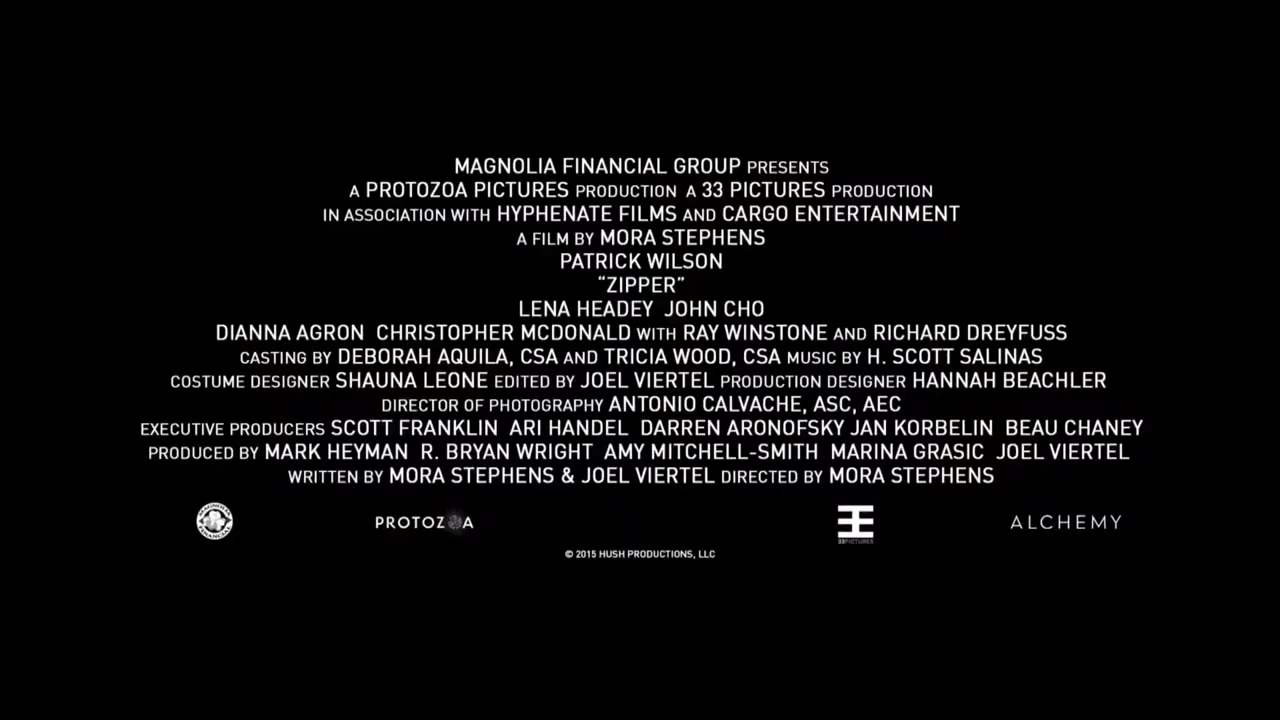 MAGNOLIA FINANCIAL GROUP PRESENTS
A PROTOZOA PICTURES PRODUCTION A 33 PICTURES PRODUCTION
IN ASSOCIATION WITH HYPHENATE FILMS AND CARGO ENTERTAINMENT
A FILM BY MORA STEPHENS
PATRICK WILSON
“ZIPPER”
LENA HEADEY JOHN CHO
DIANNA AGRON CHRISTOPHER MCDONALD WITH RAY WINSTONE AND RICHARD DREYFUSS
CASTING BY DEBORAH AQUILA, CSA AND TRICIA WOOD, CSA MUSIC BY H. SCOTT SALINAS
COSTUME DESIGNER SHAUNA LEONE EDITED BY JOEL VIERTEL PRODUCTION DESIGNER HANNAH BEACHLER
DIRECTOR OF PHOTOGRAPHY ANTONIO CALVACHE, ASC, AEC
EXECUTIVE PRODUCERS SCOTT FRANKLIN ARI HANDEL DARREN ARONOFSKY JAN KORBELIN BEAU CHANEY
PRODUCED BY MARK HEYMAN R. BRYAN WRIGHT AMY MITCHELL-SMITH MARINA GRASIC JOEL VIERTEL
WRITTEN BY MORA STEPHENS & JOEL VIERTEL DIRECTED BY MORA STEPHENS
MAGNOLIA FINANCIAL
PROTOZOA
33PICTURES
ALCHEMY
© 2015 HUSH PRODUCTIONS, LLC